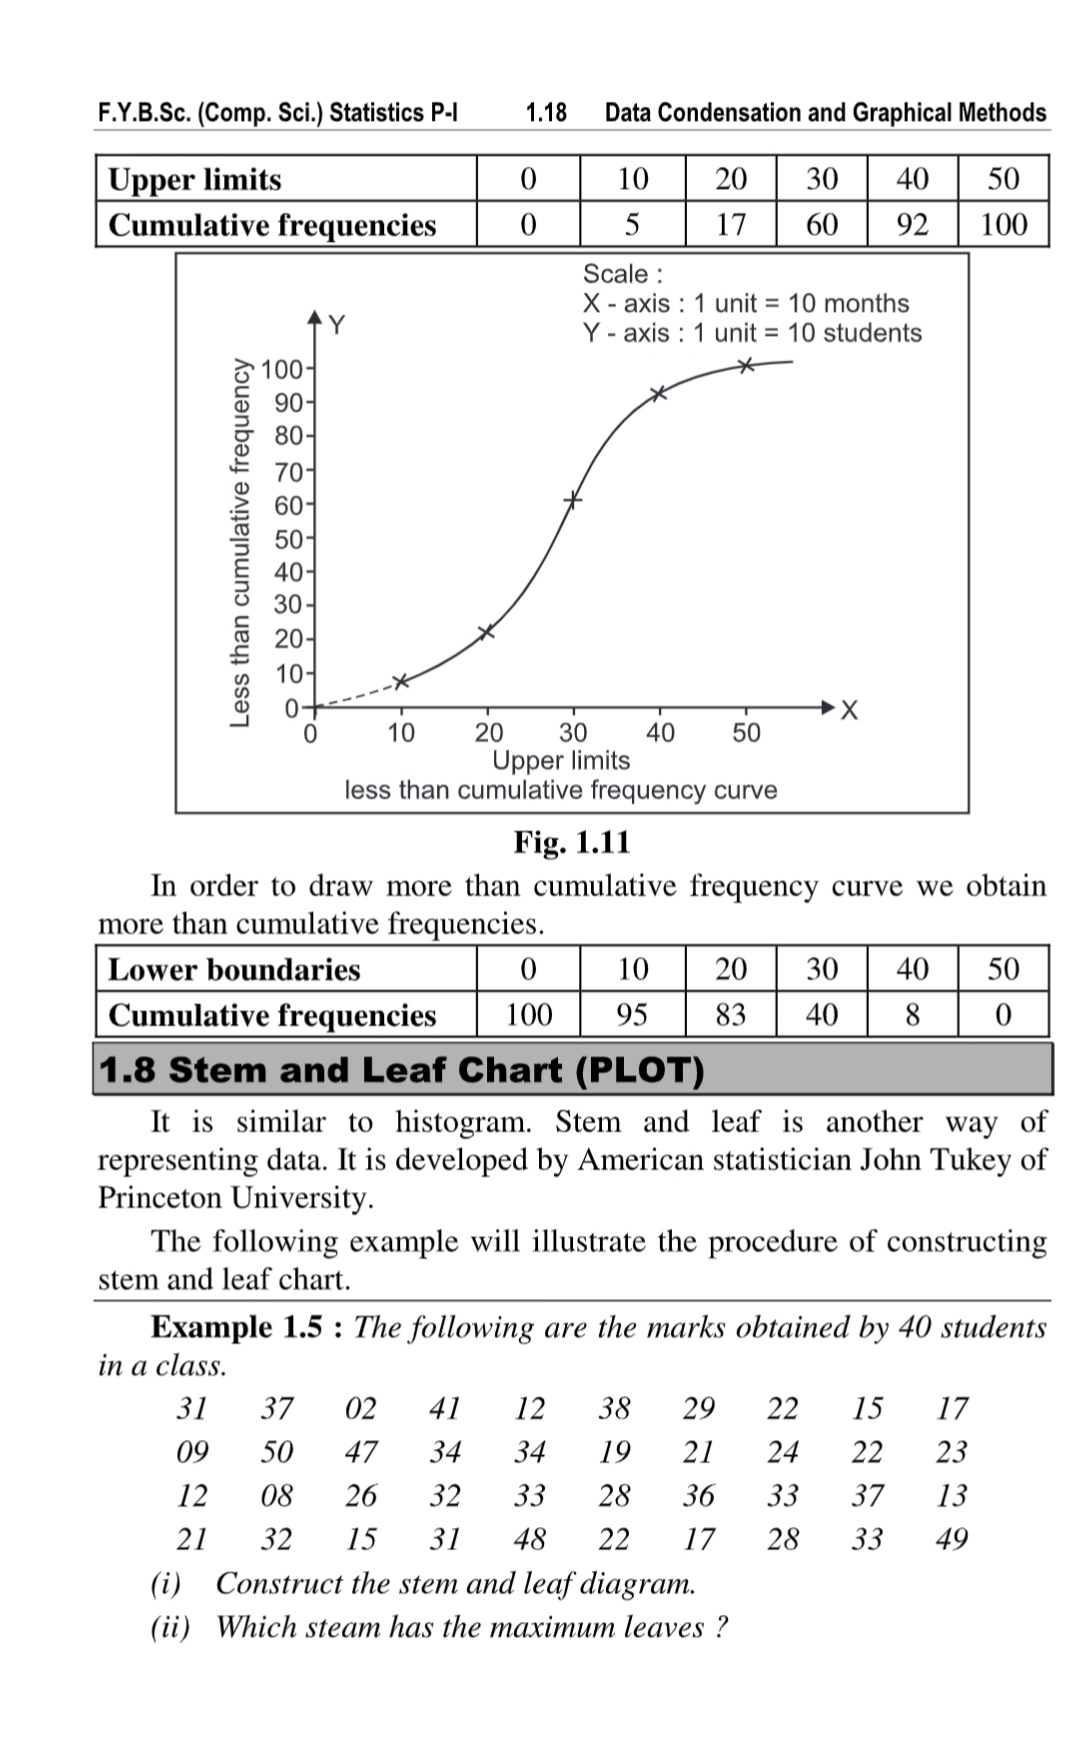 F.Y.B.Sc. (Comp. Sci.) Statistics P-I 1.18 Data Condensation and Graphical Methods
Upper limits 0 10 20 30 40 50
Cumulative frequencies 0 5 17 60 92 100
Scale :
X - axis : 1 unit = 10 months
Y - axis : 1 unit = 10 students
Y
Less than cumulative frequency
100
90
80
70
60
50
40
30
20
10
0
X
0 10 20 30 40 50
Upper limits
less than cumulative frequency curve
Fig. 1.11
In order to draw more than cumulative frequency curve we obtain
more than cumulative frequencies.
Lower boundaries 0 10 20 30 40 50
Cumulative frequencies 100 95 83 40 8 0
1.8 Stem and Leaf Chart (PLOT)
It is similar to histogram. Stem and leaf is another way of
representing data. It is developed by American statistician John Tukey of
Princeton University.
The following example will illustrate the procedure of constructing
stem and leaf chart.
Example 1.5 : The following are the marks obtained by 40 students
in a class.
31 37 02 41 12 38 29 22 15 17
09 50 47 34 34 19 21 24 22 23
12 08 26 32 33 28 36 33 37 13
21 32 15 31 48 22 17 28 33 49
(i) Construct the stem and leaf diagram.
(ii) Which steam has the maximum leaves ?